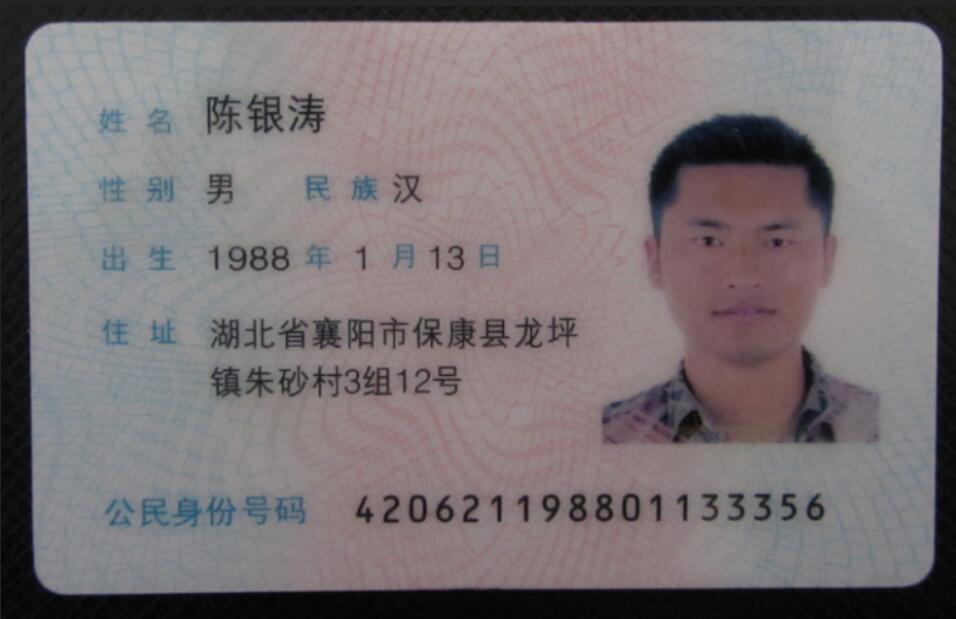 姓名 陈银涛
性别 男 民族 汉
出生 1988 年 1 月 13 日
住址 湖北省襄阳市保康县龙坪
镇朱砂村3组12号
公民身份号码 420621198801133356